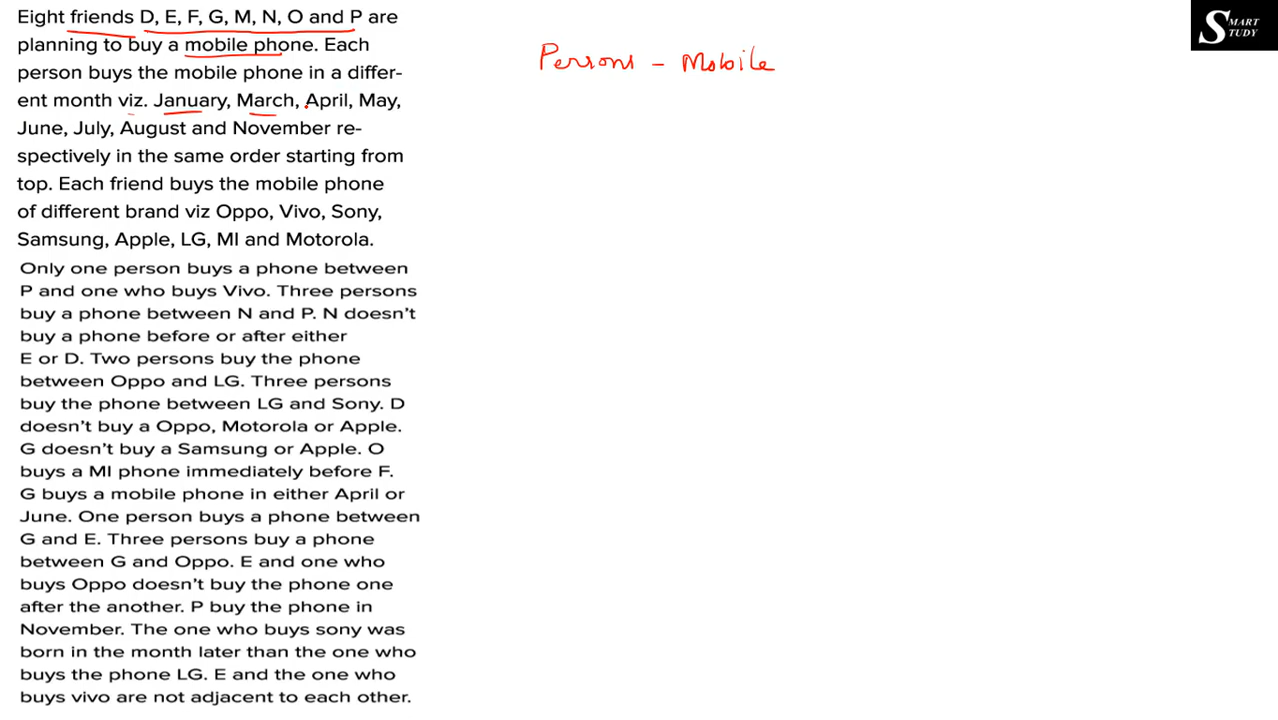 Eight friends D, E, F, G, M, N, O and P are
planning to buy a mobile phone. Each
person buys the mobile phone in a differ-
ent month viz. January, March, April, May,
June, July, August and November re-
spectively in the same order starting from
top. Each friend buys the mobile phone
of different brand viz Oppo, Vivo, Sony,
Samsung, Apple, LG, MI and Motorola.
Only one person buys a phone between
P and one who buys Vivo. Three persons
buy a phone between N and P. N doesn't
buy a phone before or after either
E or D. Two persons buy the phone
between Oppo and LG. Three persons
buy the phone between LG and Sony. D
doesn't buy a Oppo, Motorola or Apple.
G doesn't buy a Samsung or Apple. O
buys a MI phone immediately before F.
G buys a mobile phone in either April or
June. One person buys a phone between
G and E. Three persons buy a phone
between G and Oppo. E and one who
buys Oppo doesn't buy the phone one
after the another. P buy the phone in
November. The one who buys sony was
born in the month later than the one who
buys the phone LG. E and the one who
buys vivo are not adjacent to each other.
Persons – Mobile
SMART
STUDY